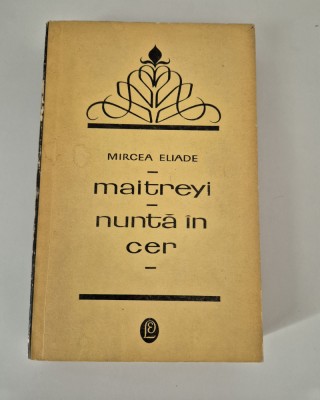 MIRCEA ELIADE
maitreyi
nuntă în
cer